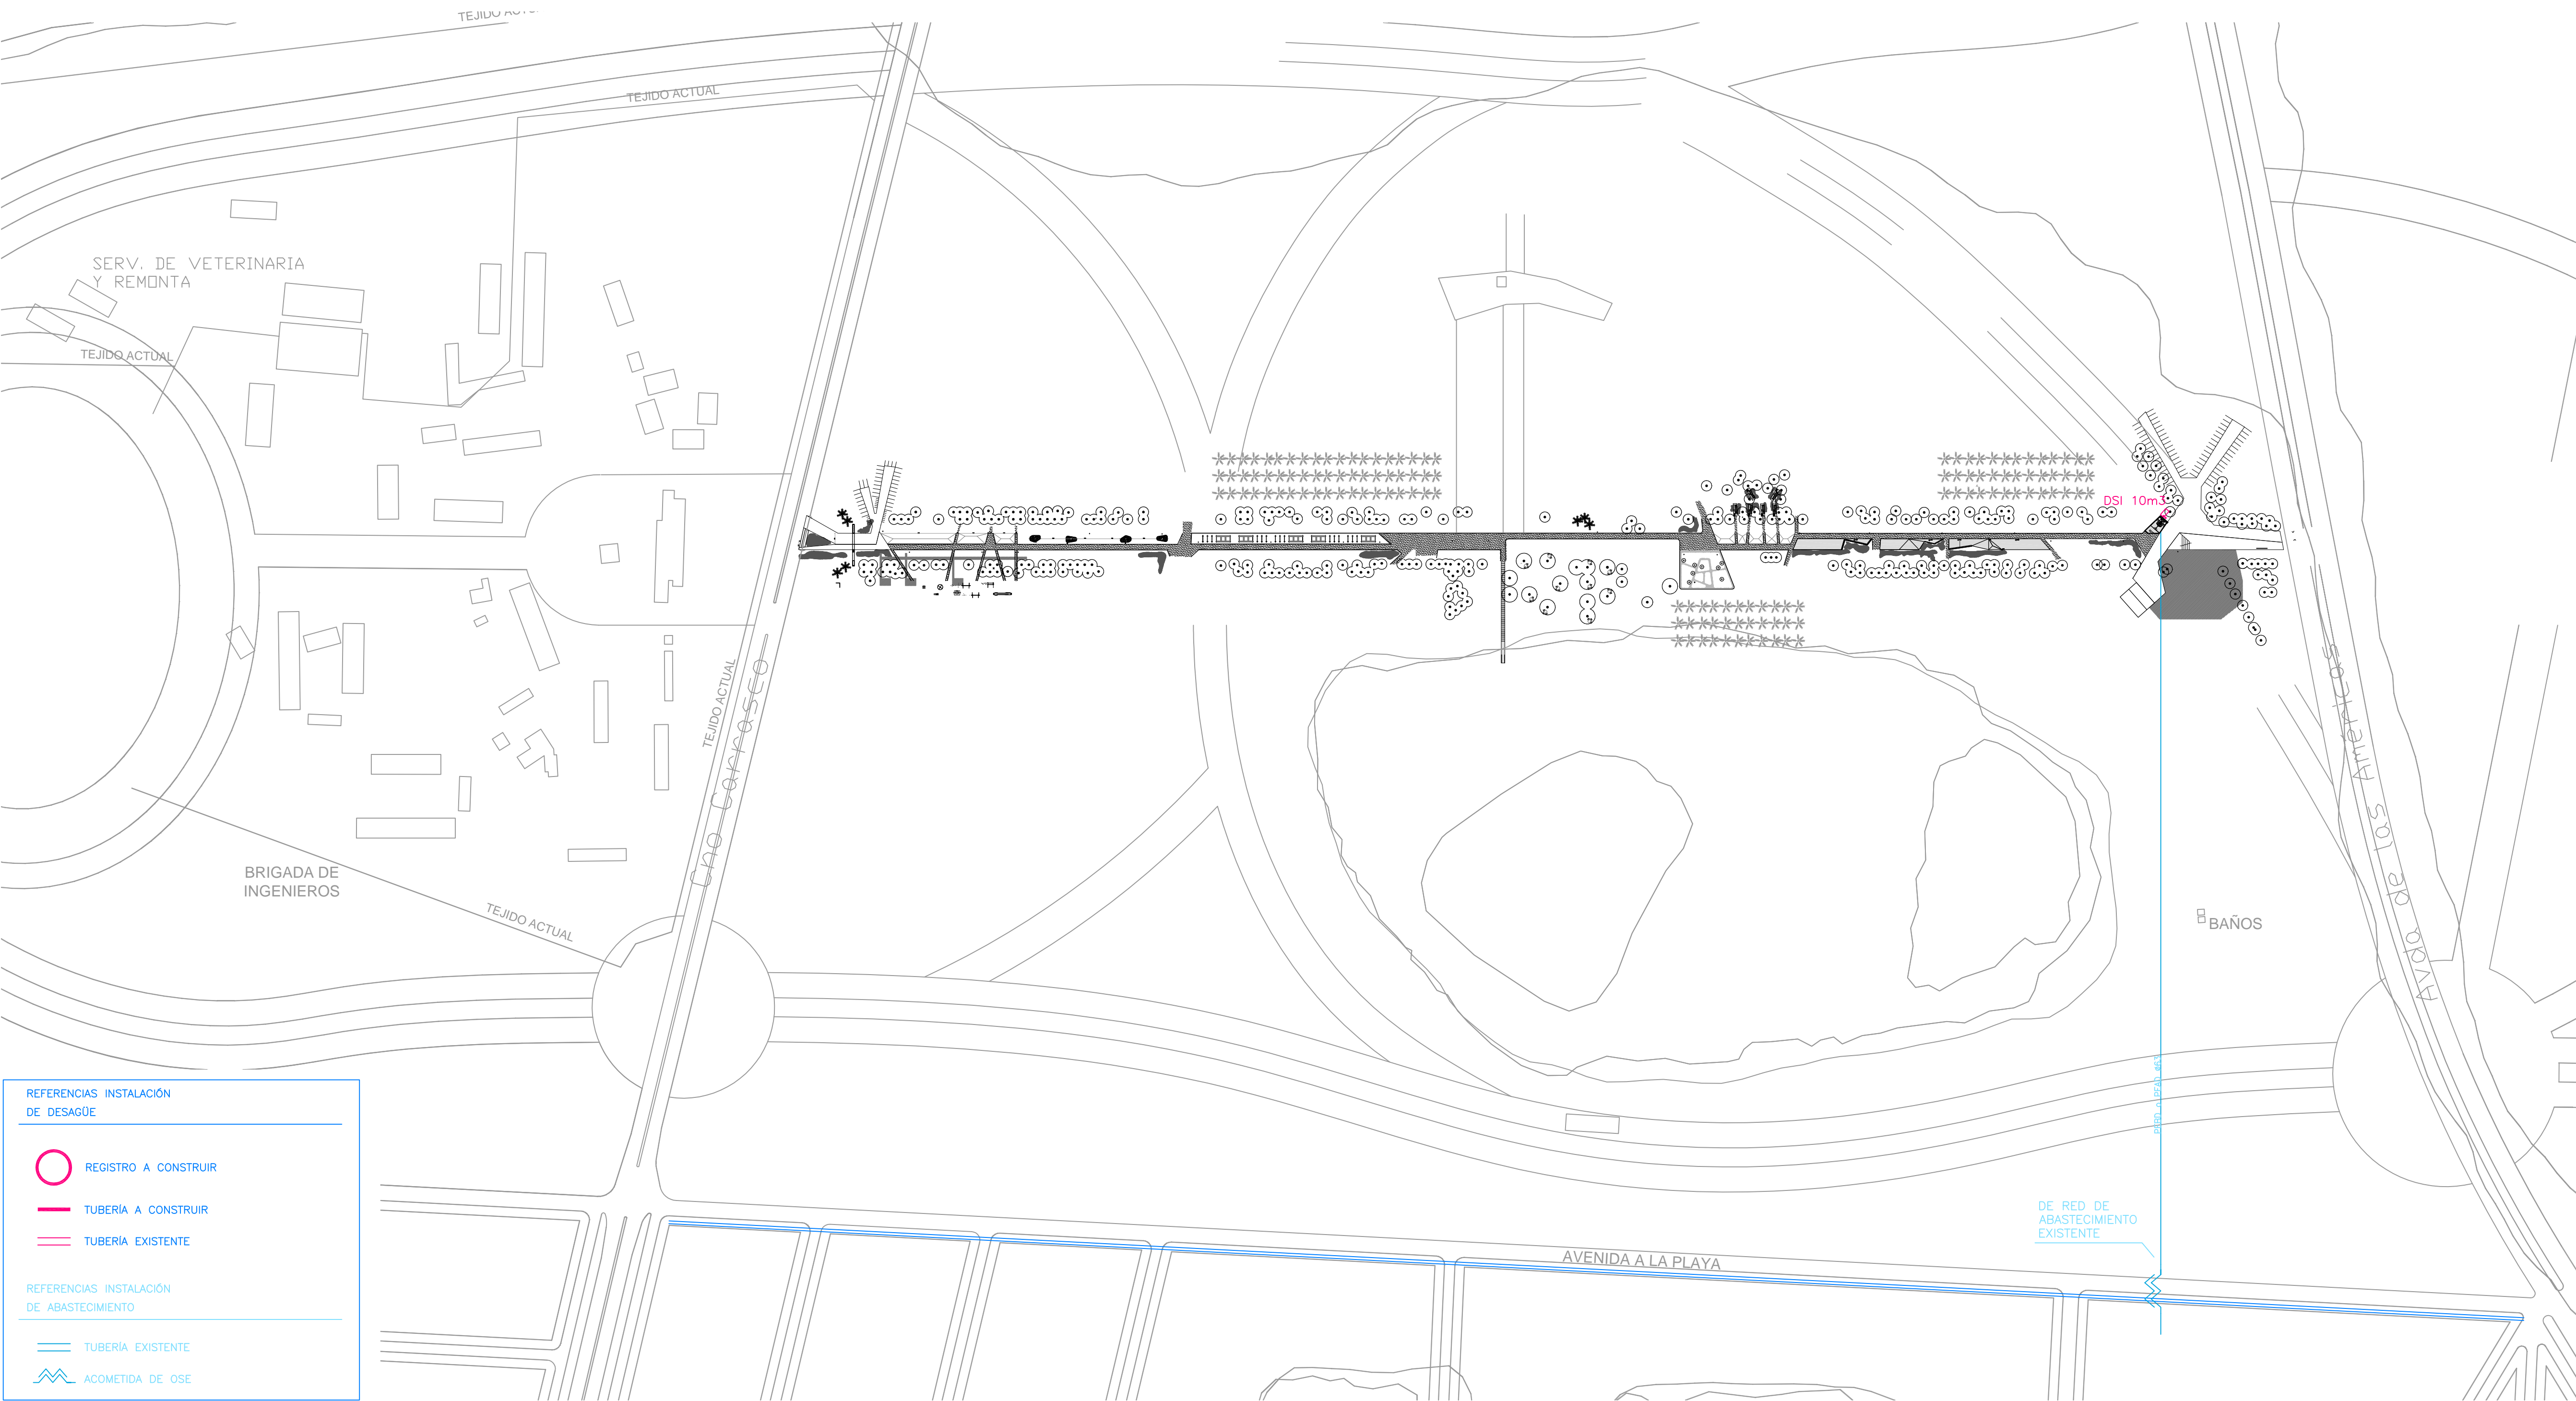 TEJIDO ACTUAL
SERV. DE VETERINARIA
Y REMONTA
TEJIDO ACTUAL
DSI 10m3
TEJIDO ACTUAL
Cno Carrasco
Avda de las Américas
BRIGADA DE
INGENIEROS
TEJIDO ACTUAL
BAÑOS
REFERENCIAS INSTALACIÓN
DE DESAGÜE
REGISTRO A CONSTRUIR
TUBERÍA A CONSTRUIR
TUBERÍA EXISTENTE
REFERENCIAS INSTALACIÓN
DE ABASTECIMIENTO
TUBERÍA EXISTENTE
ACOMETIDA DE OSE
DE RED DE
ABASTECIMIENTO
EXISTENTE
AVENIDA A LA PLAYA